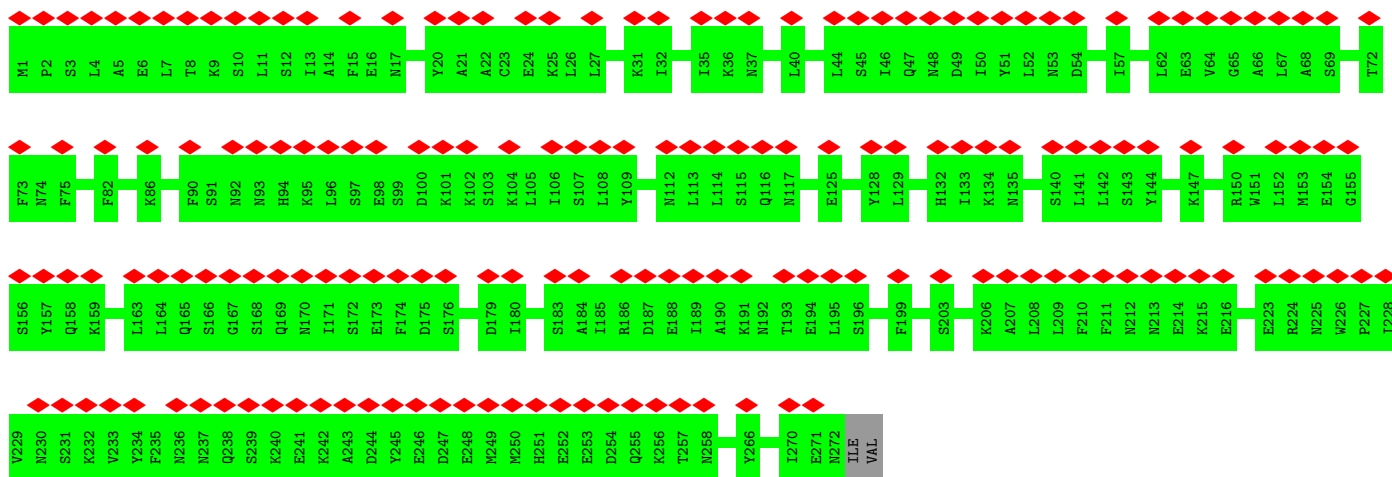 M1 P2 S3 L4 A5 E6 L7 T8 K9 S10 L11 S12 I13 A14 F15 E16 N17 Y20 A21 A22 C23 E24 K25 L26 L27 K31 I32 I35 K36 N37 L40 L44 S45 I46 Q47 N48 D49 I50 Y51 L52 N53 D54 I57 L62 E63 V64 G65 A66 L67 A68 S69 T72
F73 N74 F75 F82 K86 F90 S91 N92 N93 H94 K95 L96 S97 E98 S99 D100 K101 K102 S103 K104 L105 I106 S107 L108 Y109 N112 L113 L114 S115 Q116 N117 E125 Y128 L129 H132 I133 K134 N135 S140 L141 L142 S143 Y144 K147 R150 W151 L152 M153 E154 G155
S156 Y157 Q158 K159 L163 L164 Q165 S166 G167 S168 Q169 N170 I171 S172 E173 F174 D175 S176 D179 I180 S183 A184 I185 R186 D187 E188 I189 A190 K191 N192 T193 E194 L195 S196 F199 S203 K206 A207 L208 L209 F210 F211 N212 N213 E214 K215 E216 E223 R224 N225 W226 P227 I228
V229 N230 S231 K232 V233 Y234 F235 N236 N237 Q238 S239 K240 E241 K242 A243 D244 Y245 E246 D247 E248 M249 M250 H251 E252 E253 D254 Q255 K256 T257 N258 Y266 I270 E271 N272 ILE VAL